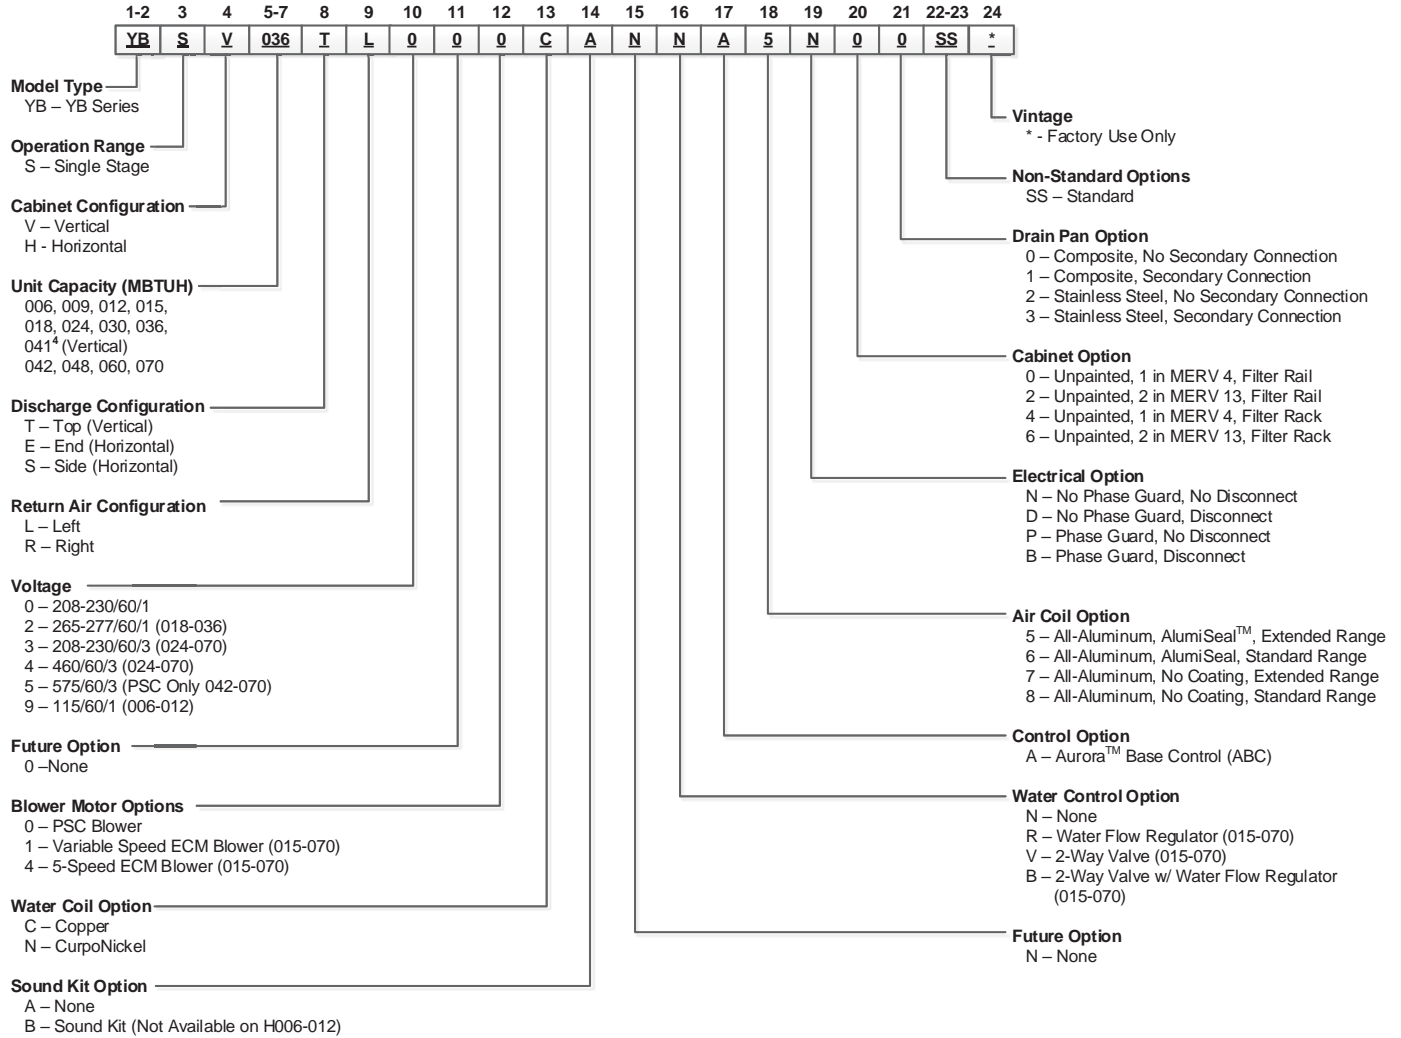 1-2 3 4 5-7 8 9 10 11 12 13 14 15 16 17 18 19 20 21 22-23 24
YB S V 036 T L 0 0 0 C A N N A 5 N 0 0 SS *
Model Type
YB – YB Series
Operation Range
S – Single Stage
Cabinet Configuration
V – Vertical
H - Horizontal
Unit Capacity (MBTUH)
006, 009, 012, 015,
018, 024, 030, 036,
041⁴ (Vertical)
042, 048, 060, 070
Discharge Configuration
T – Top (Vertical)
E – End (Horizontal)
S – Side (Horizontal)
Return Air Configuration
L – Left
R – Right
Voltage
0 – 208-230/60/1
2 – 265-277/60/1 (018-036)
3 – 208-230/60/3 (024-070)
4 – 460/60/3 (024-070)
5 – 575/60/3 (PSC Only 042-070)
9 – 115/60/1 (006-012)
Future Option
0 –None
Blower Motor Options
0 – PSC Blower
1 – Variable Speed ECM Blower (015-070)
4 – 5-Speed ECM Blower (015-070)
Water Coil Option
C – Copper
N – CurpoNickel
Sound Kit Option
A – None
B – Sound Kit (Not Available on H006-012)
Vintage
* - Factory Use Only
Non-Standard Options
SS – Standard
Drain Pan Option
0 – Composite, No Secondary Connection
1 – Composite, Secondary Connection
2 – Stainless Steel, No Secondary Connection
3 – Stainless Steel, Secondary Connection
Cabinet Option
0 – Unpainted, 1 in MERV 4, Filter Rail
2 – Unpainted, 2 in MERV 13, Filter Rail
4 – Unpainted, 1 in MERV 4, Filter Rack
6 – Unpainted, 2 in MERV 13, Filter Rack
Electrical Option
N – No Phase Guard, No Disconnect
D – No Phase Guard, Disconnect
P – Phase Guard, No Disconnect
B – Phase Guard, Disconnect
Air Coil Option
5 – All-Aluminum, AlumiSeal™, Extended Range
6 – All-Aluminum, AlumiSeal, Standard Range
7 – All-Aluminum, No Coating, Extended Range
8 – All-Aluminum, No Coating, Standard Range
Control Option
A – Aurora™ Base Control (ABC)
Water Control Option
N – None
R – Water Flow Regulator (015-070)
V – 2-Way Valve (015-070)
B – 2-Way Valve w/ Water Flow Regulator
(015-070)
Future Option
N – None